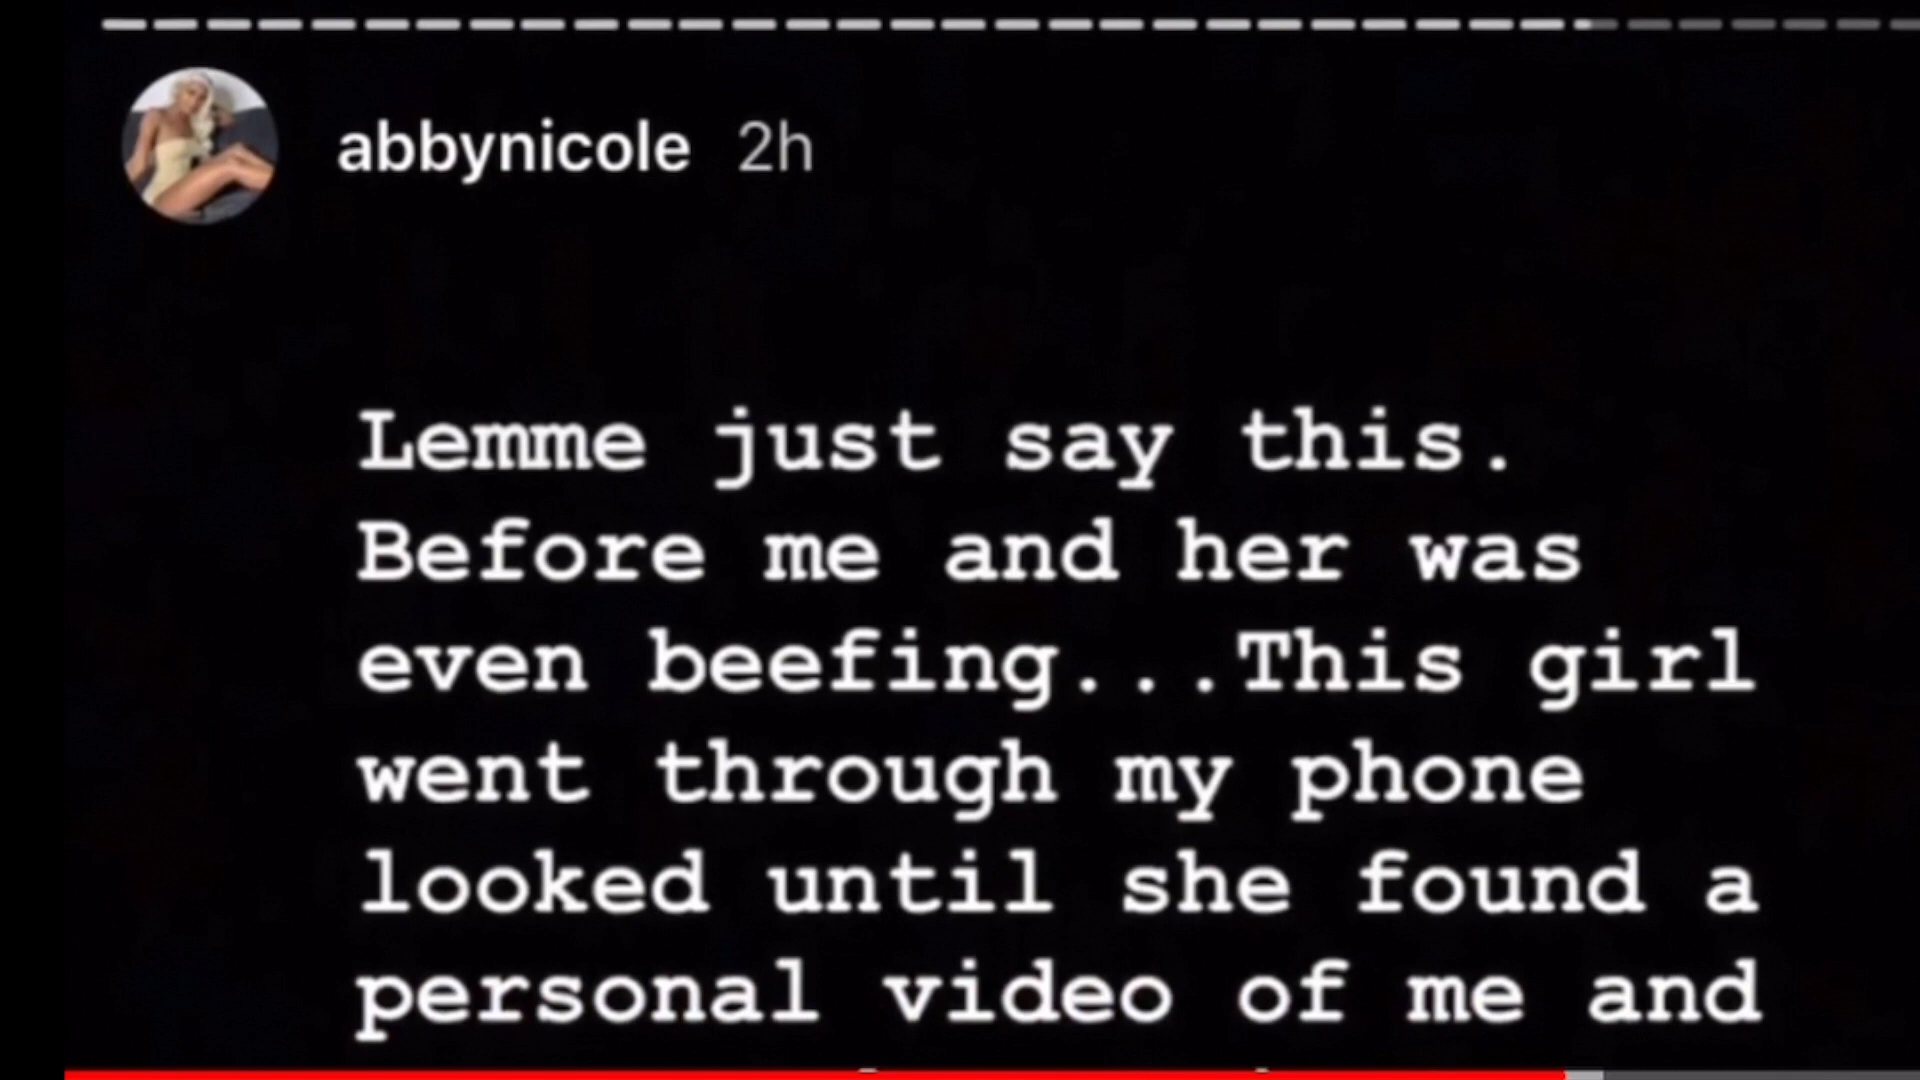 abbynicole 2h
Lemme just say this.
Before me and her was
even beefing...This girl
went through my phone
looked until she found a
personal video of me and